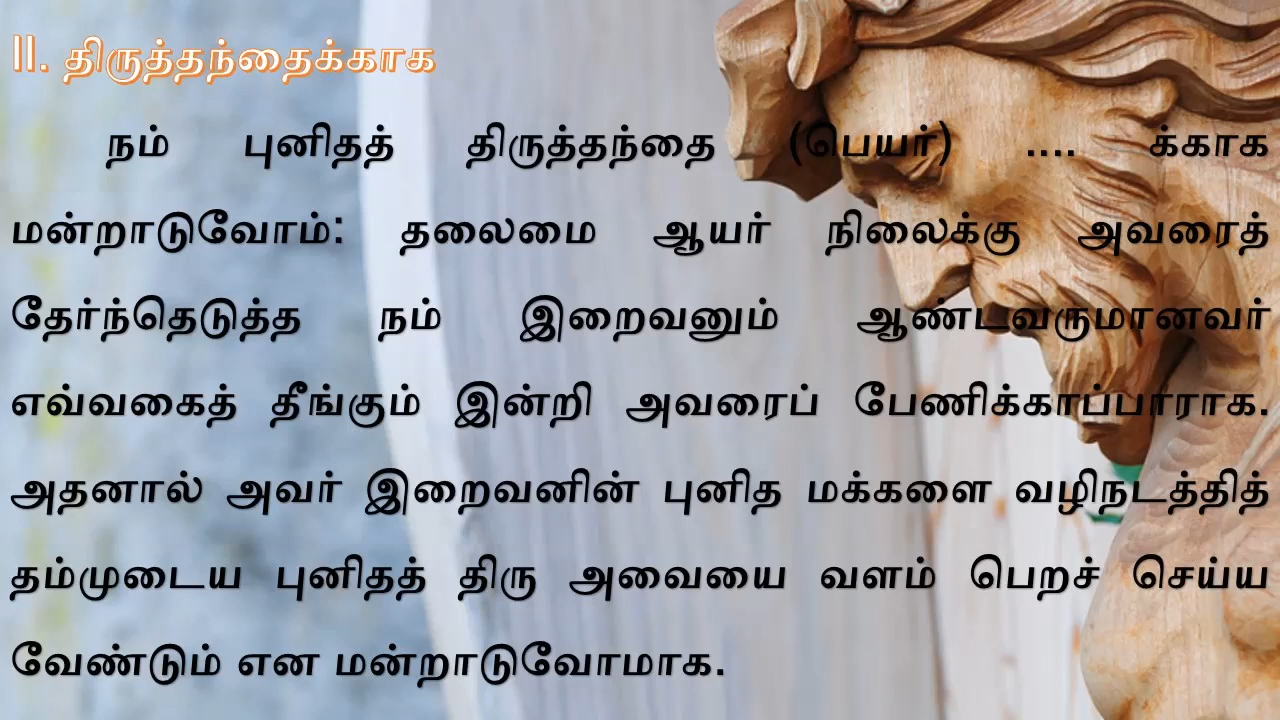 II. திருத்தந்தைக்காக
நம் புனிதத் திருத்தந்தை (பெயர்) .... க்காக
மன்றாடுவோம்: தலைமை ஆயர் நிலைக்கு அவரைத்
தேர்ந்தெடுத்த நம் இறைவனும் ஆண்டவருமானவர்
எவ்வகைத் தீங்கும் இன்றி அவரைப் பேணிக்காப்பாராக.
அதனால் அவர் இறைவனின் புனித மக்களை வழிநடத்தித்
தம்முடைய புனிதத் திரு அவையை வளம் பெறச் செய்ய
வேண்டும் என மன்றாடுவோமாக.